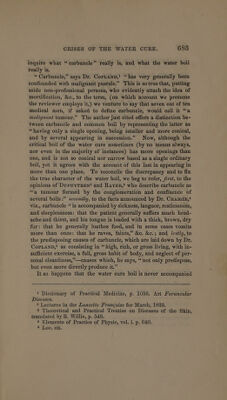 CRISES OF THE WATER CURE. 683
inquire what “carbuncle” really is, and what the water boil
really is.
“Carbuncle,” says Dr. COPLAND,¹ “has very generally been
confounded with malignant pustule.” This is so true that, putting
aside non-professional persons, who evidently attach the idea of
mortification, &c., to the term, (on which account we presume
the reviewer employs it,) we venture to say that seven out of ten
medical men, if asked to define carbuncle, would call it “a
malignant tumour.” The author just cited offers a distinction be-
tween carbuncle and common boil by representing the latter as
“having only a single opening, being smaller and more conical,
and by several appearing in succession.” Now, although the
critical boil of the water cure sometimes (by no means always,
nor even in the majority of instances) has more openings than
one, and is not so conical nor narrow based as a single ordinary
boil, yet it agrees with the account of this last in appearing in
more than one place. To reconcile the discrepancy and to fix
the true character of the water boil, we beg to refer, first, to the
opinions of DUPUYTREN² and RAYER,³ who describe carbuncle as
“a tumour formed by the conglomeration and confluence of
several boils:” secondly, to the facts announced by Dr. CRAIGIE,⁴
viz., carbuncle “is accompanied by sickness, languor, restlessness,
and sleeplessness: that the patient generally suffers much head-
ache and thirst, and his tongue is loaded with a thick, brown, dry
fur: that he generally loathes food, and in some cases vomits
more than once: that he raves, faints,” &c. &c.; and lastly, to
the predisposing causes of carbuncle, which are laid down by Dr.
COPLAND,⁵ as consisting in “high, rich, or gross living, with in-
sufficient exercise, a full, gross habit of body, and neglect of per-
sonal cleanliness,”—causes which, he says, “not only predispose,
but even more directly produce it.”
It so happens that the water cure boil is never accompanied
¹ Dictionary of Practical Medicine, p. 1056. Art Furuncular
Diseases.
² Lectures in the Lancette Française for March, 1833.
³ Theoretical and Practical Treatise on Diseases of the Skin,
translated by R. Willis, p. 549.
⁴ Elements of Practice of Physic, vol. i. p. 640.
⁵ Loc. cit.